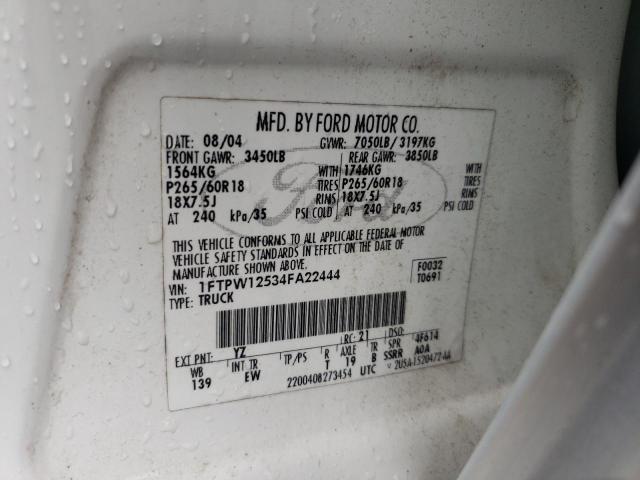 MFD. BY FORD MOTOR CO.
DATE: 08/04 GVWR: 7050LB/ 3197KG
FRONT GAWR: 3450LB REAR GAWR: 3850LB
1564KG WITH 1746KG WITH
P265/60R18 TIRES P265/60R18 TIRES
18X7.5J RIMS 18X7.5J RIMS
AT 240 kPa/35 PSI COLD AT 240 kPa/35 PSI COLD
Ford
THIS VEHICLE CONFORMS TO ALL APPLICABLE FEDERAL MOTOR
VEHICLE SAFETY STANDARDS IN EFFECT ON THE DATE OF
MANUFACTURE SHOWN ABOVE.
VIN: 1FTPW12534FA22444 F0032
TYPE: TRUCK T0691
EXT PNT: YZ RC: 21 DSO: 4F614
WB INT TR TP/PS R AXLE TR SPR
139 EW T 19 B SSRR A0A
2200408273454 UTC